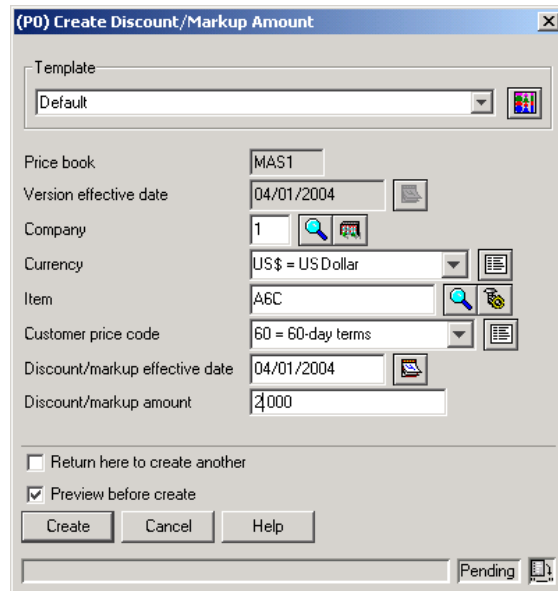 (P0) Create Discount/Markup Amount
Template
Default
Price book MAS1
Version effective date 04/01/2004
Company 1
Currency US$ = US Dollar
Item A6C
Customer price code 60 = 60-day terms
Discount/markup effective date 04/01/2004
Discount/markup amount
Return here to create another
Preview before create
Create Cancel Help
Pending